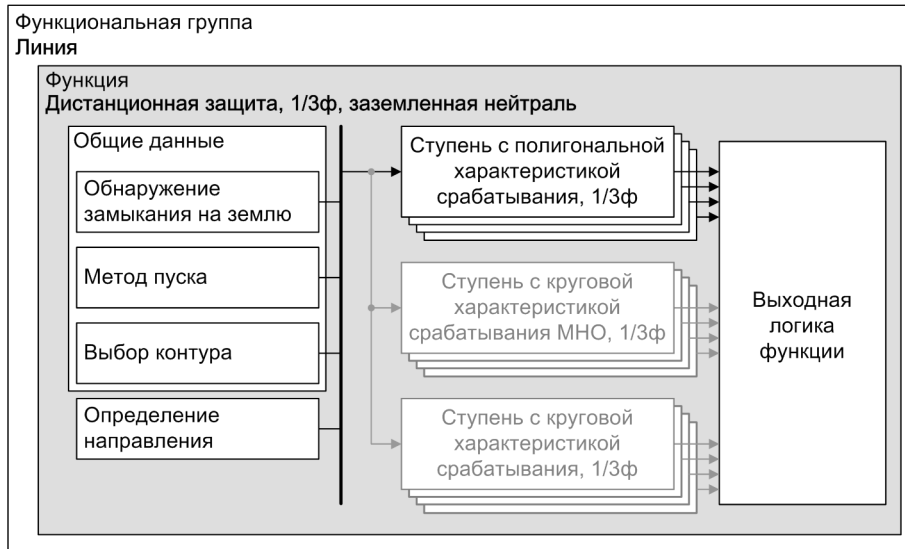 Функциональная группа
Линия
Функция
Дистанционная защита, 1/3ф, заземленная нейтраль
Общие данные
Обнаружение
замыкания на землю
Метод пуска
Выбор контура
Определение
направления
Ступень с полигональной
характеристикой
срабатывания, 1/3ф
Ступень с круговой
характеристикой
срабатывания МНО, 1/3ф
Ступень с круговой
характеристикой
срабатывания, 1/3ф
Выходная
логика
функции